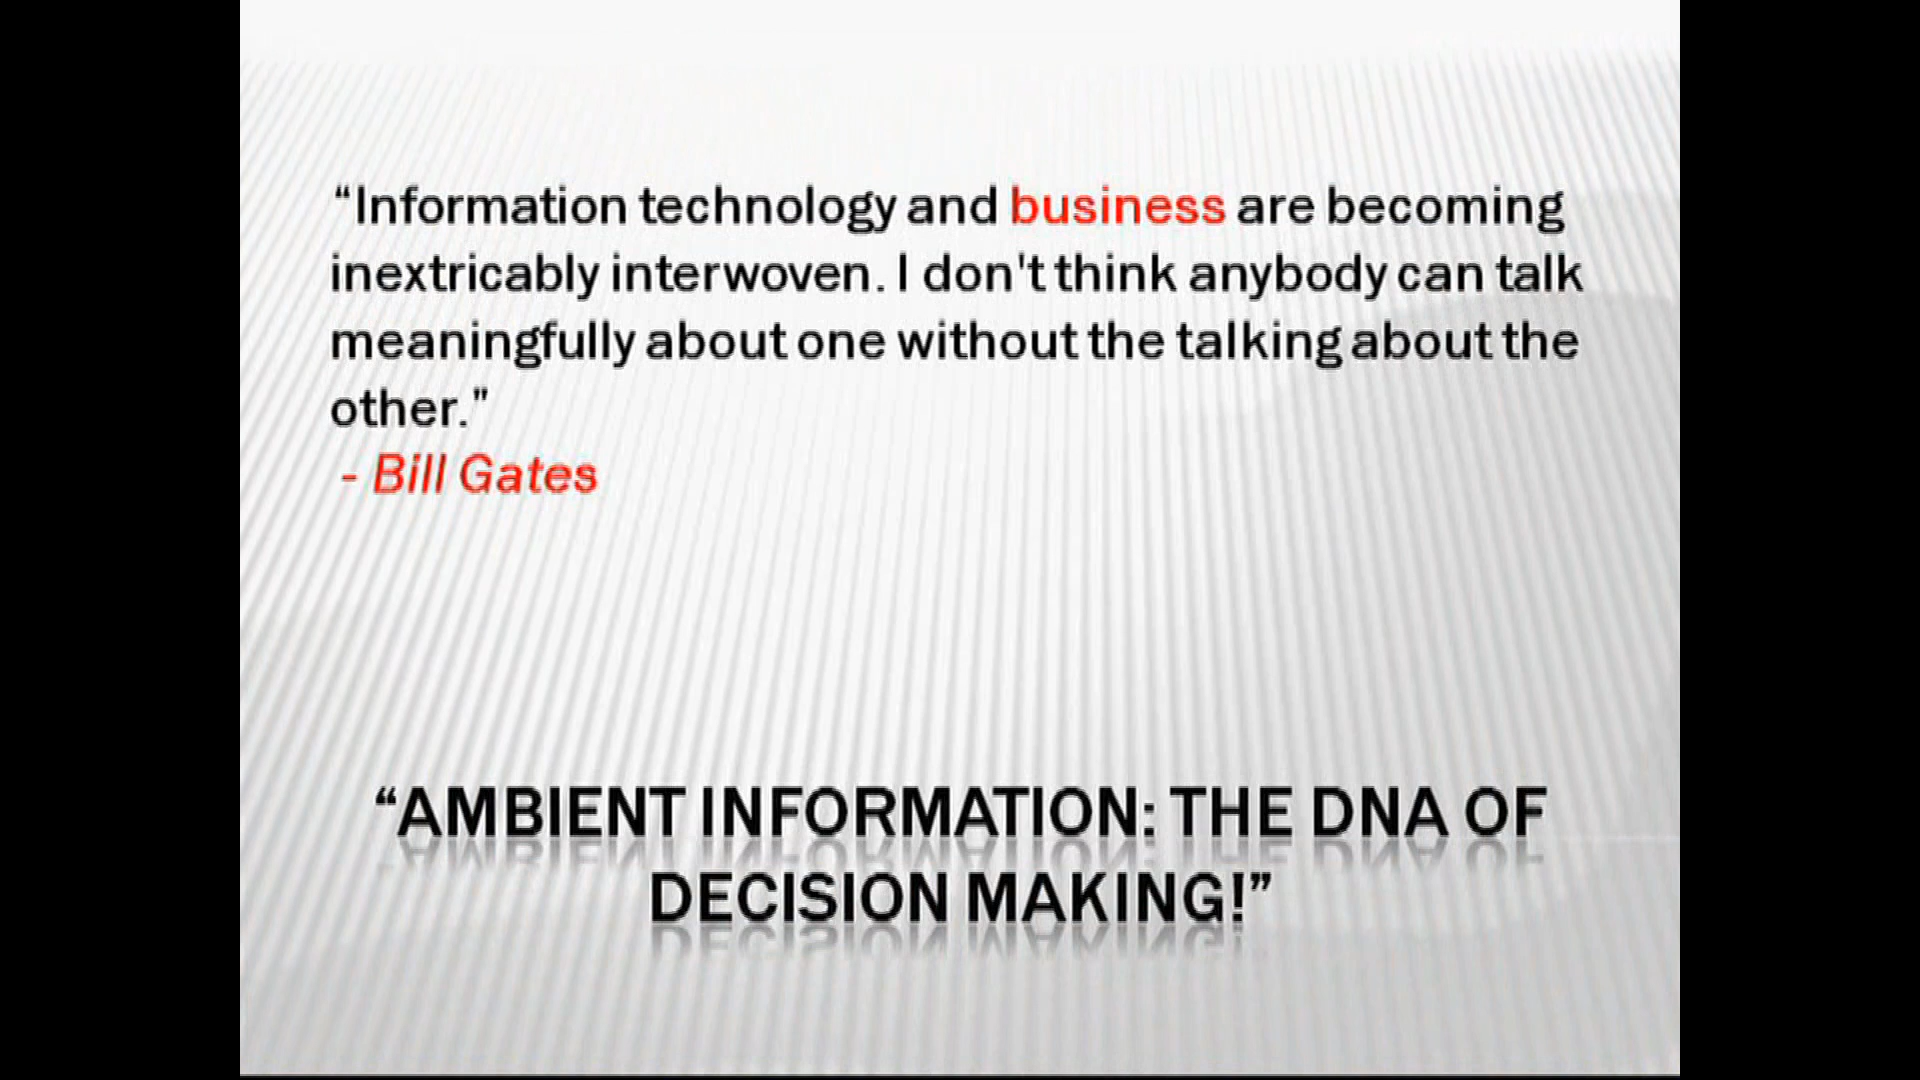 “Information technology and business are becoming
inextricably interwoven. I don't think anybody can talk
meaningfully about one without the talking about the
other."
- Bill Gates
“AMBIENT INFORMATION: THE DNA OF
DECISION MAKING!”